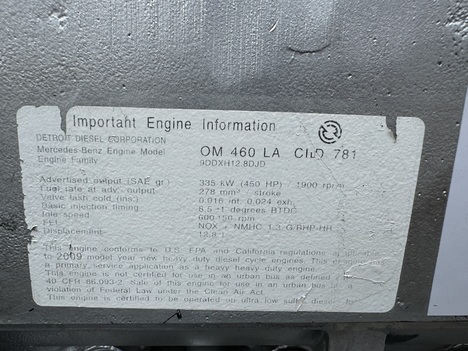 Important Engine Information
DETROIT DIESEL CORPORATION
Mercedes-Benz Engine Model OM 460 LA CID 781
Engine Family 9DDXH12.8DJD
Advertised output (SAE gr.) 335 KW (450 HP) 1900 rpm
Fuel rate at adv. output 278 mm³ stroke
Valve lash cold. (ins.) 0.016 int. 0.024 exh.
Basic injection timing 6.5 ±1 degrees BTDC
Idle speed 600 ±50 rpm
FEL NOX + NMHC 1.3 G/BHP-HR
Displacement 12.8 L
This engine conforms to U.S. EPA and California regulations ap
to 2009 model year new heavy duty diesel cycle engines. This e
a primary service application as a heavy heavy-duty engine.
This engine is not certified for use in an urban bus as defined
40 CFR 86.093-2. Sale of this engine for use in an urban bus is
violation of Federal Law under the Clean Air Act.
This engine is certified to be operated on ultra low sulfur diesel